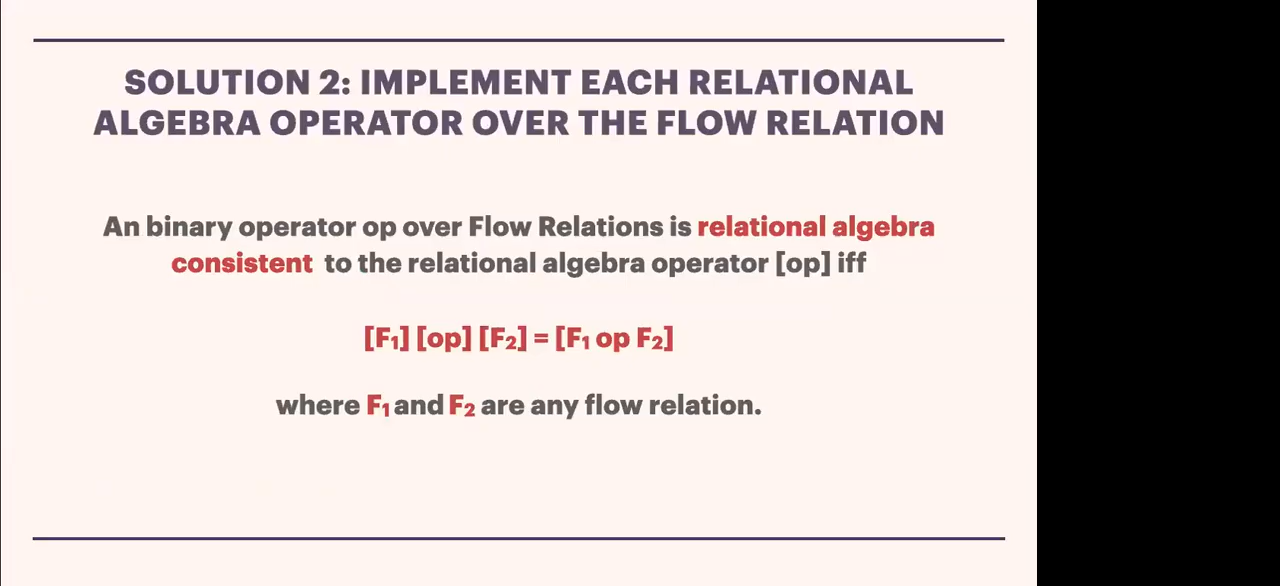 SOLUTION 2: IMPLEMENT EACH RELATIONAL
ALGEBRA OPERATOR OVER THE FLOW RELATION
An binary operator op over Flow Relations is relational algebra
consistent to the relational algebra operator [op] iff
[F₁] [op] [F₂] = [F₁ op F₂]
where F₁ and F₂ are any flow relation.